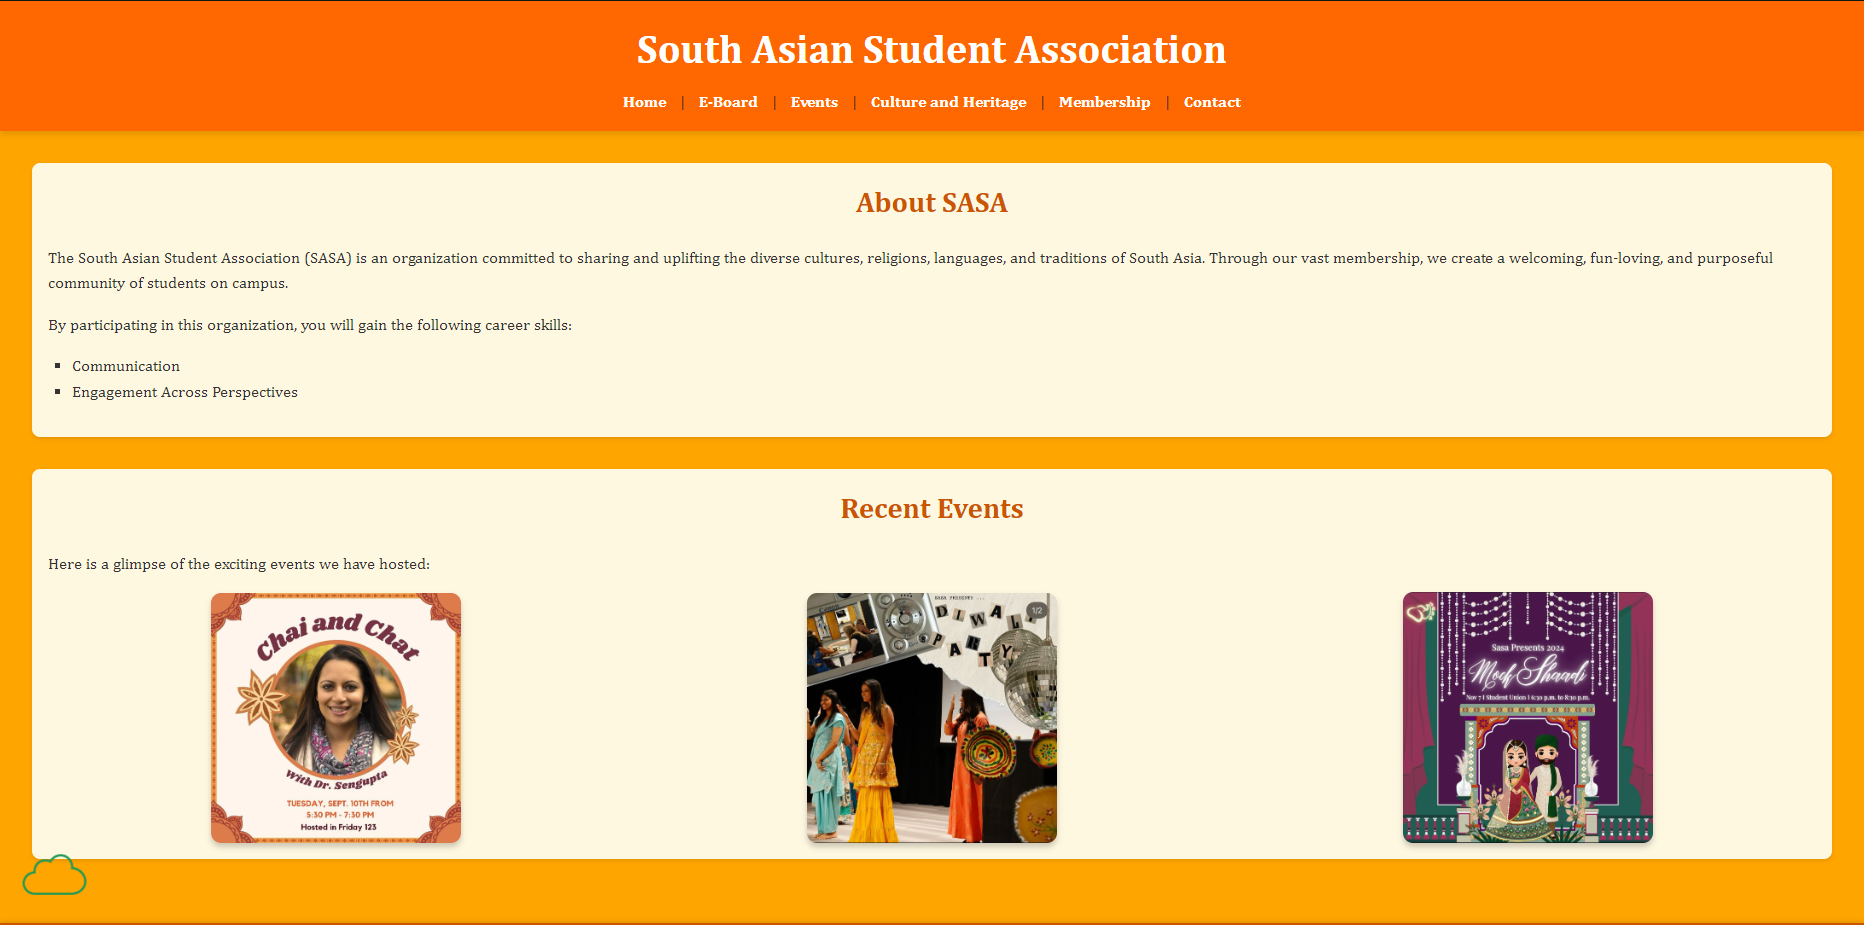 South Asian Student Association
Home | E-Board | Events | Culture and Heritage | Membership | Contact
About SASA
The South Asian Student Association (SASA) is an organization committed to sharing and uplifting the diverse cultures, religions, languages, and traditions of South Asia. Through our vast membership, we create a welcoming, fun-loving, and purposeful
community of students on campus.
By participating in this organization, you will gain the following career skills:
▪ Communication
▪ Engagement Across Perspectives
Recent Events
Here is a glimpse of the exciting events we have hosted:
Chai and Chat
With Dr. Sengupta
TUESDAY, SEPT. 10TH FROM
5:30 PM - 7:30 PM
Hosted in Friday 123
SASA PRESENTS ...
1/2
DIWALI
PARTY
Sasa Presents 2024
Mock Shaadi
Nov 7 | Student Union | 6:30 p.m. to 8:30 p.m.